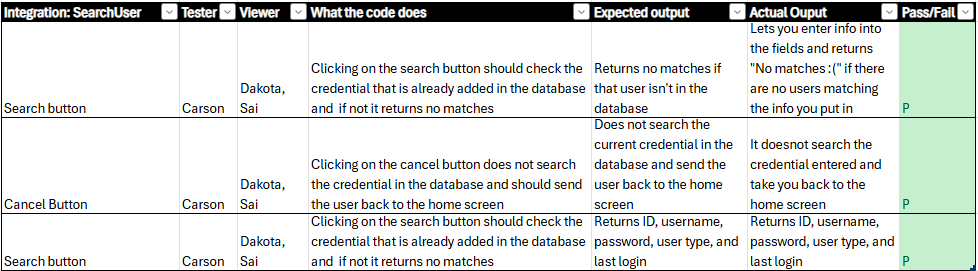 Integration: SearchUser Tester Viewer What the code does Expected output Actual Ouput Pass/Fail
Lets you enter info into
the fields and returns
Clicking on the search button should check the Returns no matches if "No matches :(" if there
Dakota, credential that is already added in the database that user isn't in the are no users matching
Search button Carson Sai and if not it returns no matches database the info you put in P
Does not search the
current credential in the It doesnot search the
Clicking on the cancel button does not search database and send the credential entered and
Dakota, the credential in the database and should send user back to the home take you back to the
Cancel Button Carson Sai the user back to the home screen screen home screen P
Clicking on the search button should check the Returns ID, username, Returns ID, username,
Dakota, credential that is already added in the database password, user type, and password, user type, and
Search button Carson Sai and if not it returns no matches last login last login P